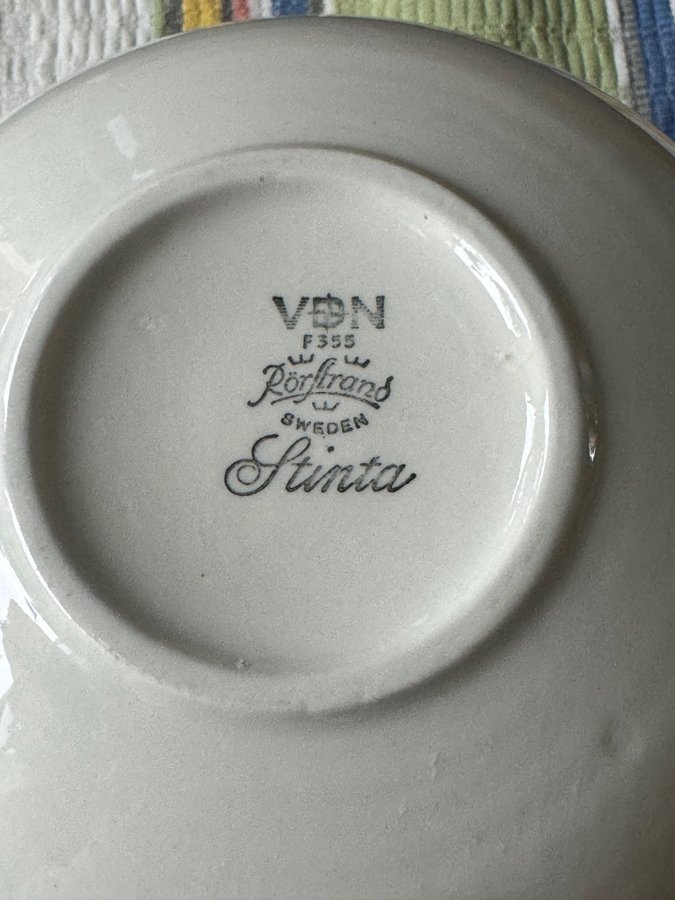 VDN
F355
Rörstrand
SWEDEN
Stinta